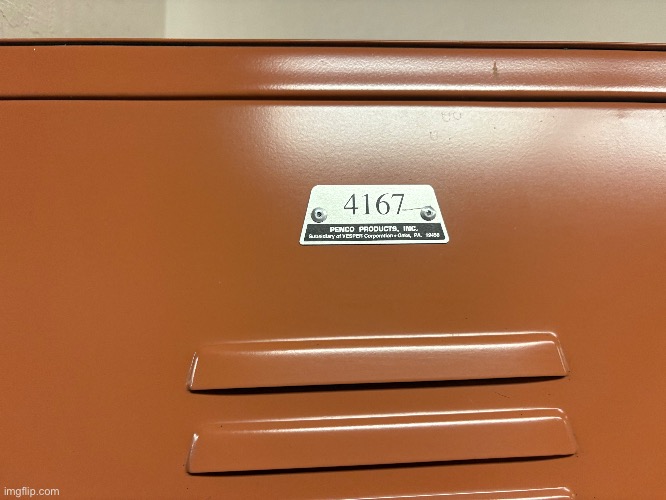 4167
PENCO PRODUCTS, INC.
Subsidiary of VESPER Corporation • Oaks, PA. 19456
imgflip.com